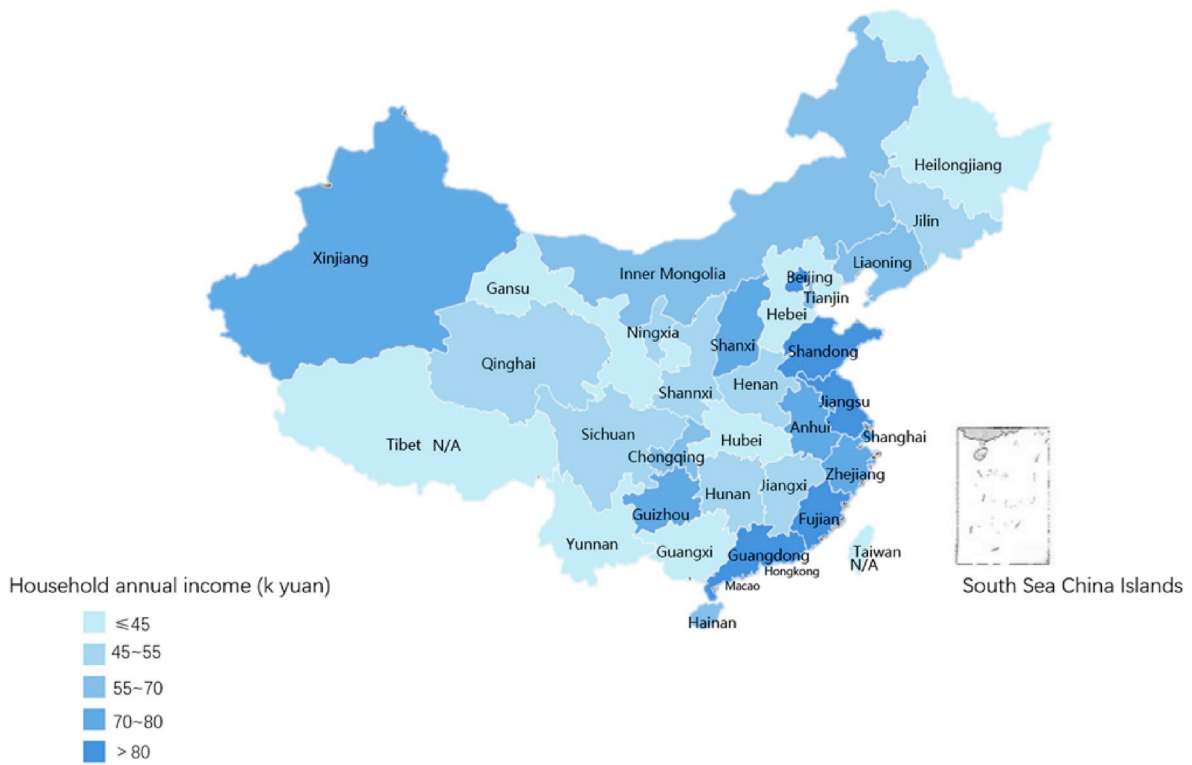 Heilongjiang
Jilin
Xinjiang
Liaoning
Inner Mongolia
Beijing
Gansu
Tianjin
Hebei
Ningxia
Shanxi
Shandong
Qinghai
Henan
Shannxi
Jiangsu
Anhui
Sichuan
Shanghai
Hubei
Tibet N/A
Chongqing
Zhejiang
Jiangxi
Hunan
Guizhou
Fujian
Yunnan
Guangxi
Guangdong
Taiwan
N/A
Hongkong
Macao
Hainan
South Sea China Islands
Household annual income (k yuan)
≤45
45~55
55~70
70~80
>80